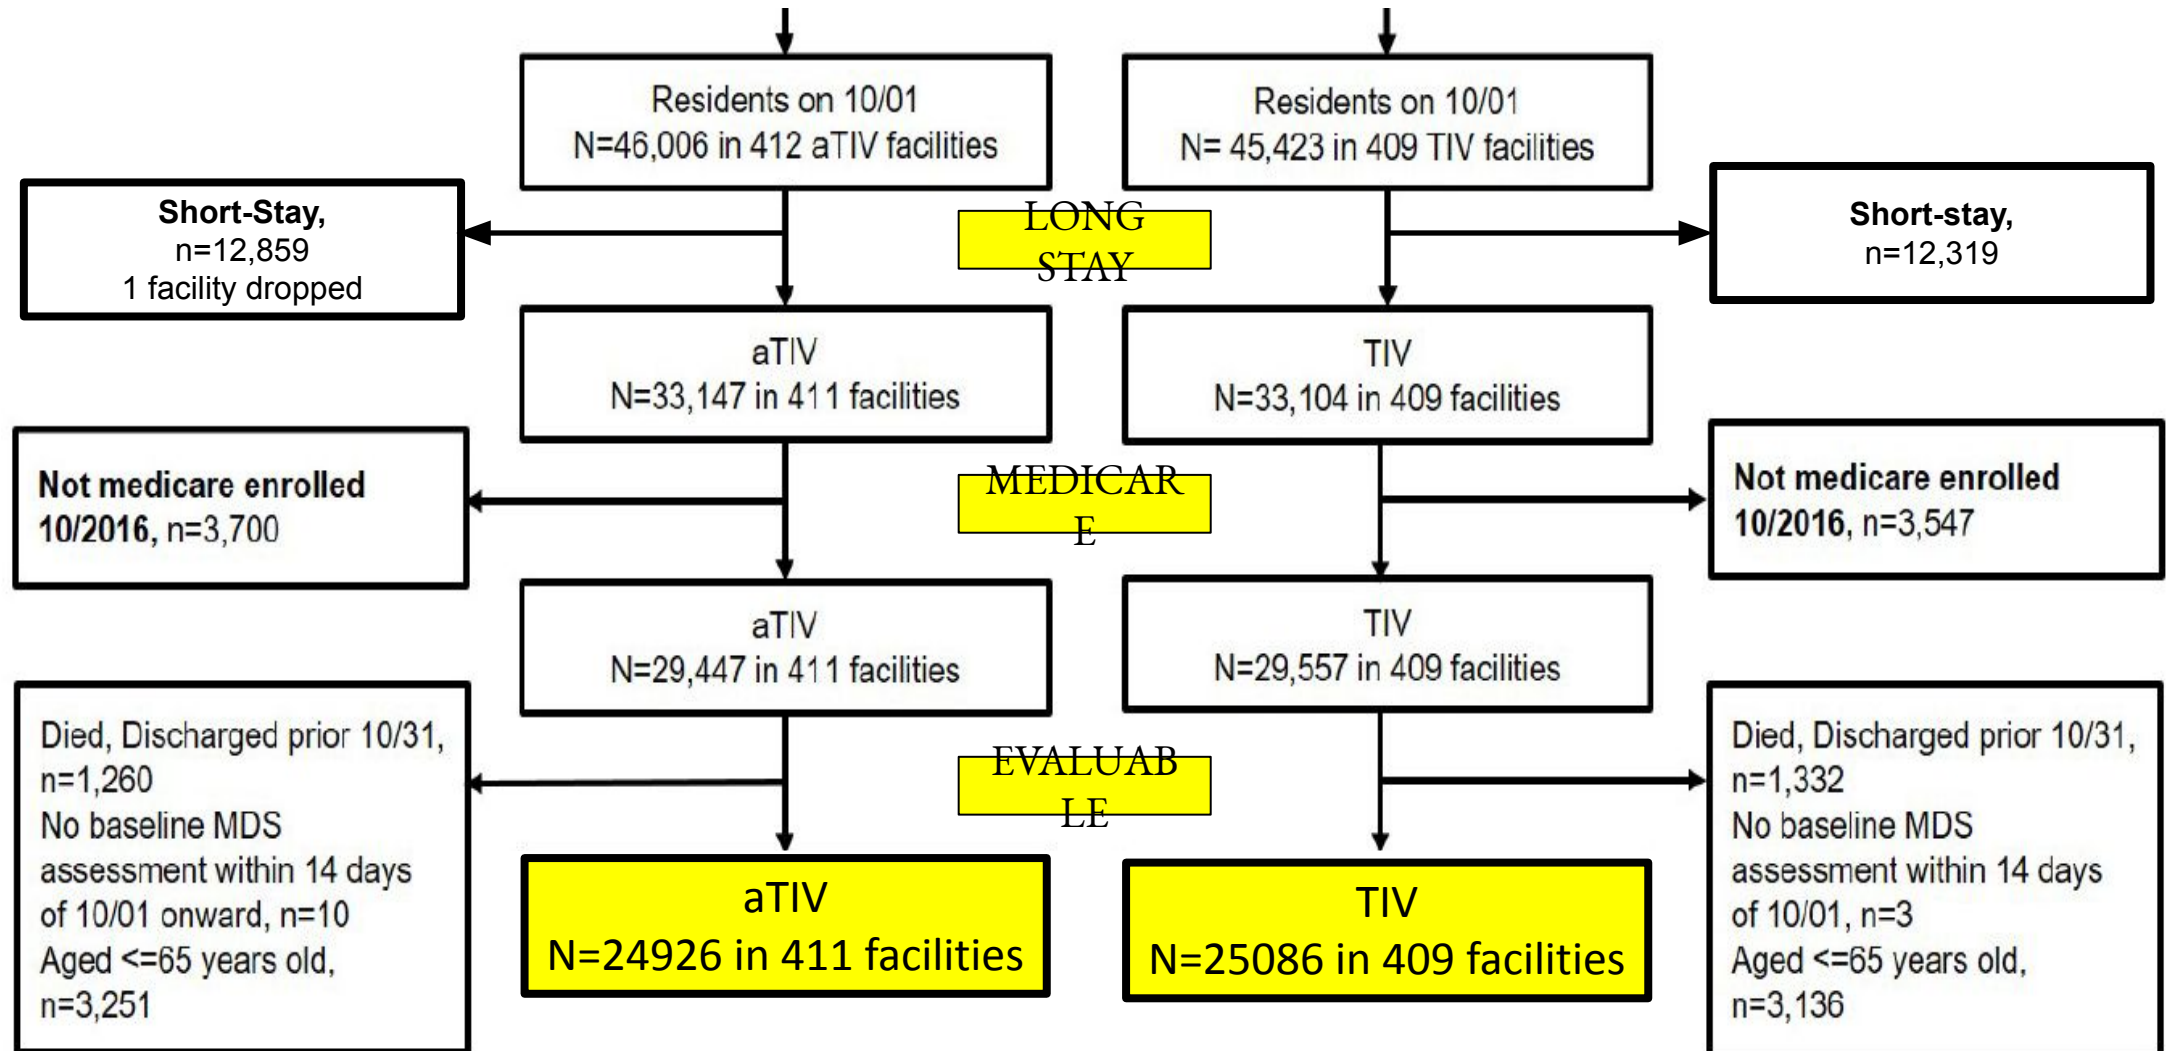 Residents on 10/01
N=46,006 in 412 aTIV facilities
Residents on 10/01
N= 45,423 in 409 TIV facilities
Short-Stay,
n=12,859
1 facility dropped
LONG
STAY
Short-stay,
n=12,319
aTIV
N=33,147 in 411 facilities
TIV
N=33,104 in 409 facilities
Not medicare enrolled
10/2016, n=3,700
MEDICAR
E
Not medicare enrolled
10/2016, n=3,547
aTIV
N=29,447 in 411 facilities
TIV
N=29,557 in 409 facilities
Died, Discharged prior 10/31,
n=1,260
No baseline MDS
assessment within 14 days
of 10/01 onward, n=10
Aged <=65 years old,
n=3,251
EVALUAB
LE
Died, Discharged prior 10/31,
n=1,332
No baseline MDS
assessment within 14 days
of 10/01, n=3
Aged <=65 years old,
n=3,136
aTIV
N=24926 in 411 facilities
TIV
N=25086 in 409 facilities